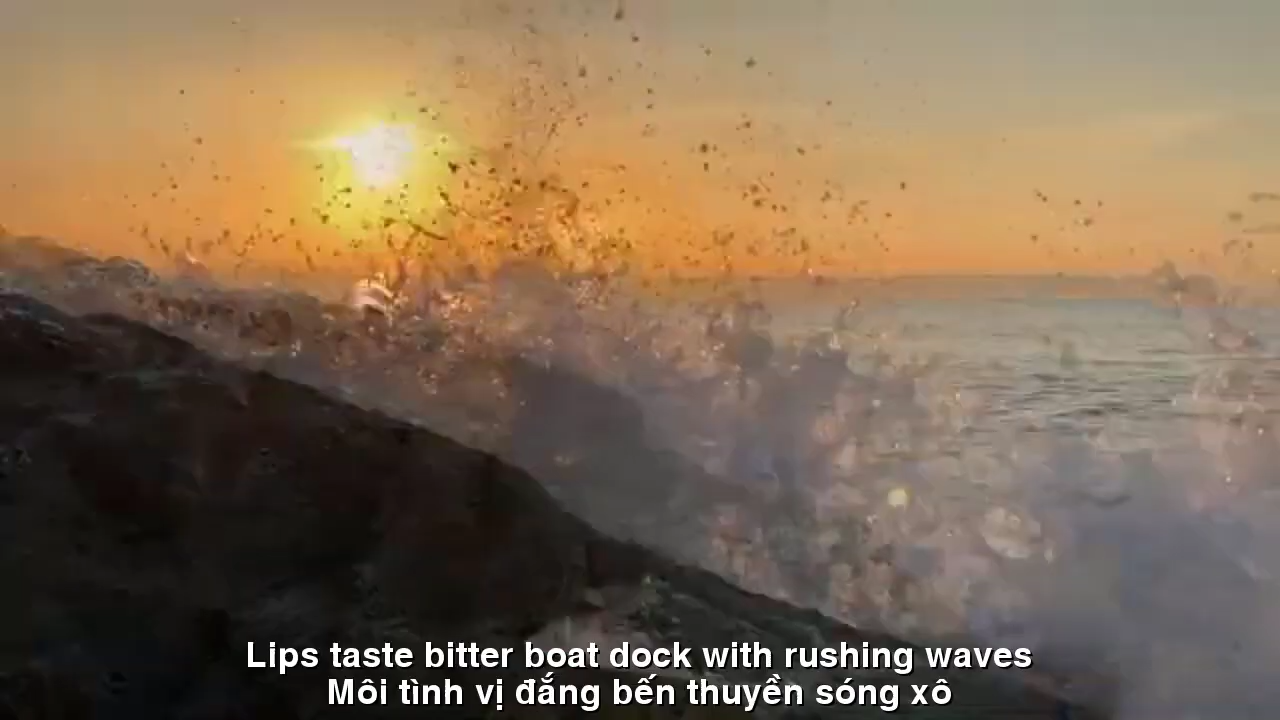 Lips taste bitter boat dock with rushing waves
Môi tình vị đắng bến thuyền sóng xô